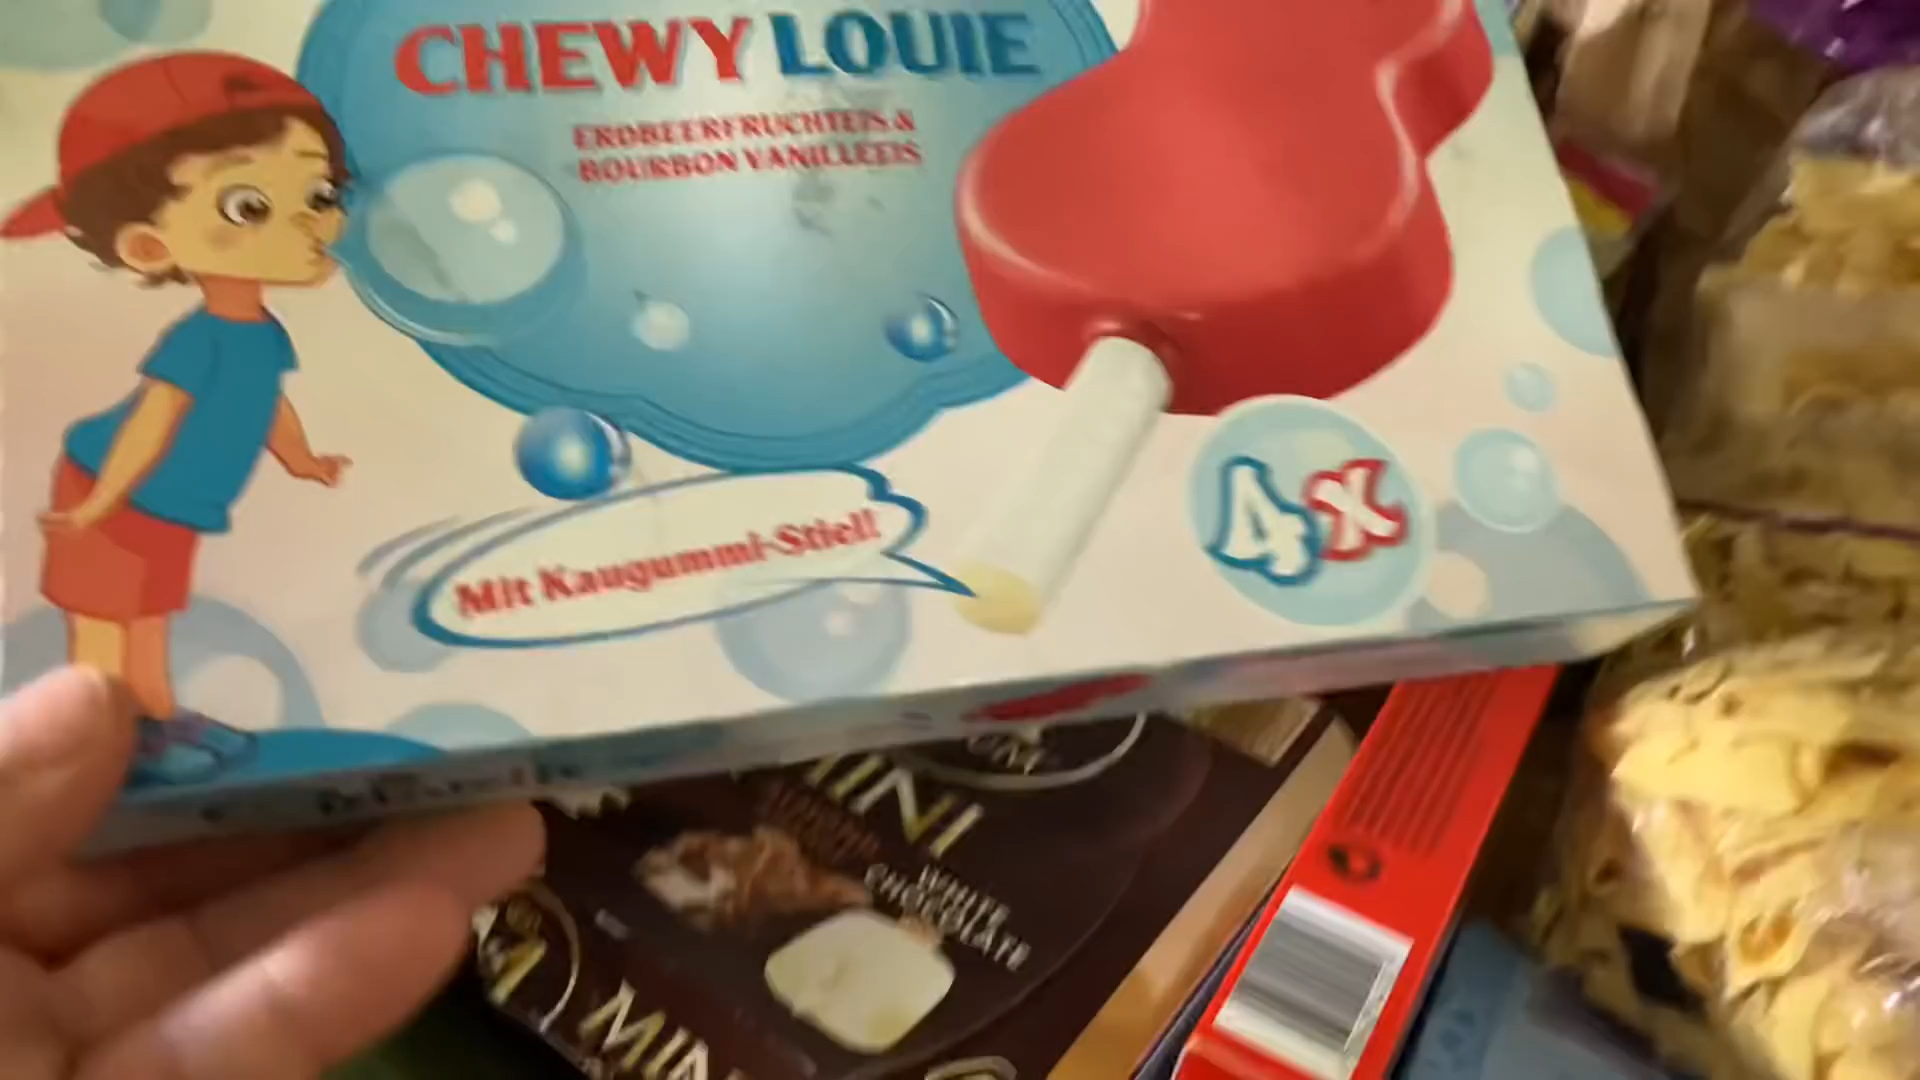 CHEWY LOUIE
ERDBEERFRUCHTEIS &
BOURBON VANILLEEIS
Mit Kaugummi-Stiel!
4x
MINI
WHITE
CHOCOLATE